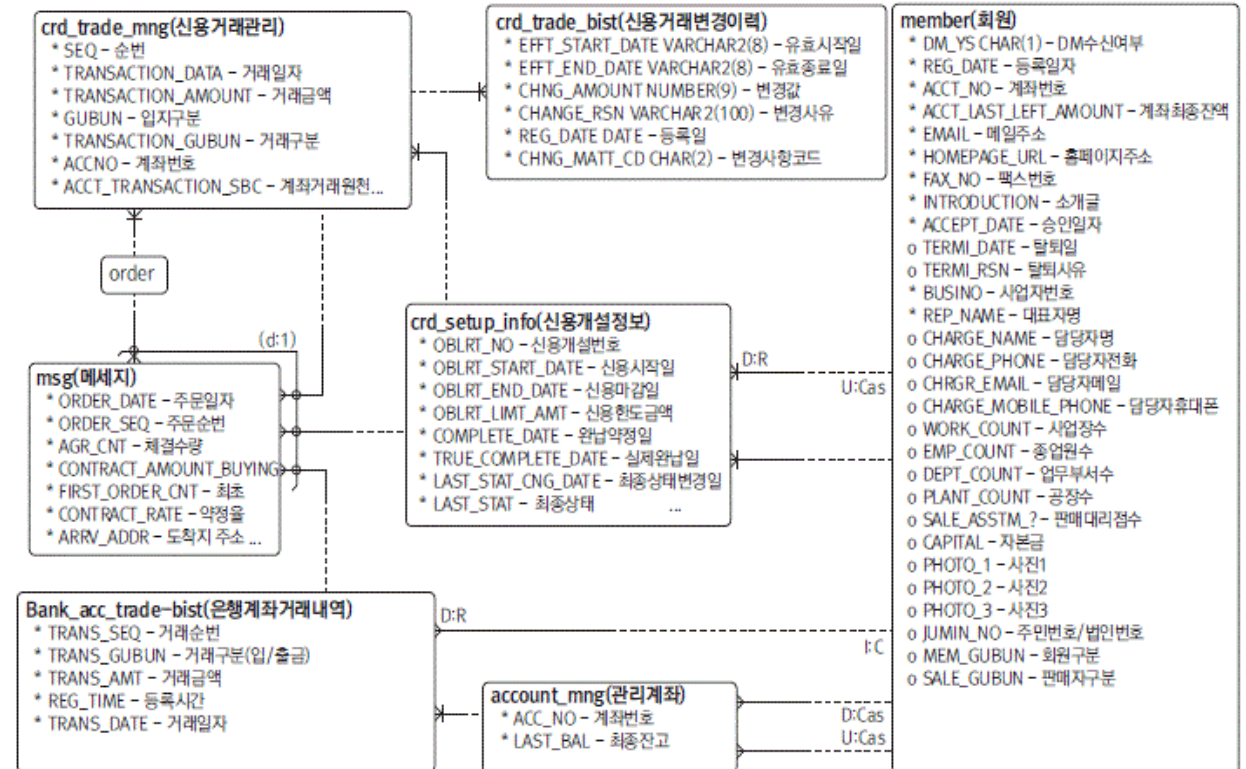 crd_trade_mng(신용거래관리)
* SEQ - 순번
* TRANSACTION_DATA - 거래일자
* TRANSACTION_AMOUNT - 거래금액
* GUBUN - 입지구분
* TRANSACTION_GUBUN - 거래구분
* ACCNO - 계좌번호
* ACCT_TRANSACTION_SBC - 계좌거래원천...
crd_trade_bist(신용거래변경이력)
* EFFT_START_DATE VARCHAR2(8) - 유효시작일
* EFFT_END_DATE VARCHAR2(8) - 유효종료일
* CHNG_AMOUNT NUMBER(9) - 변경값
* CHANGE_RSN VARCHAR2(100) - 변경사유
* REG_DATE DATE - 등록일
* CHNG_MATT_CD CHAR(2) - 변경사항코드
member(회원)
* DM_YS CHAR(1) - DM수신여부
* REG_DATE - 등록일자
* ACCT_NO - 계좌번호
* ACCT_LAST_LEFT_AMOUNT - 계좌최종잔액
* EMAIL - 메일주소
* HOMEPAGE_URL - 홈페이지주소
* FAX_NO - 팩스번호
* INTRODUCTION - 소개글
* ACCEPT_DATE - 승인일자
o TERMI_DATE - 탈퇴일
o TERMI_RSN - 탈퇴사유
* BUSINO - 사업자번호
* REP_NAME - 대표자명
o CHARGE_NAME - 담당자명
o CHARGE_PHONE - 담당자전화
o CHRGR_EMAIL - 담당자메일
o CHARGE_MOBILE_PHONE - 담당자휴대폰
o WORK_COUNT - 사업장수
o EMP_COUNT - 종업원수
o DEPT_COUNT - 업무부서수
o PLANT_COUNT - 공장수
o SALE_ASSTM_? - 판매대리점수
o CAPITAL - 자본금
o PHOTO_1 - 사진1
o PHOTO_2 - 사진2
o PHOTO_3 - 사진3
o JUMIN_NO - 주민번호/법인번호
o MEM_GUBUN - 회원구분
o SALE_GUBUN - 판매자구분
order
(d:1)
crd_setup_info(신용개설정보)
* OBLRT_NO - 신용개설번호
* OBLRT_START_DATE - 신용시작일
* OBLRT_END_DATE - 신용마감일
* OBLRT_LIMT_AMT - 신용한도금액
* COMPLETE_DATE - 완납약정일
* TRUE_COMPLETE_DATE - 실제완납일
* LAST_STAT_CNG_DATE - 최종상태변경일
* LAST_STAT - 최종상태 ...
D:R
U:Cas
msg(메세지)
* ORDER_DATE - 주문일자
* ORDER_SEQ - 주문순번
* AGR_CNT - 체결수량
* CONTRACT_AMOUNT_BUYING
* FIRST_ORDER_CNT - 최초
* CONTRACT_RATE - 약정율
* ARRV_ADDR - 도착지 주소 ...
Bank_acc_trade-bist(은행계좌거래내역)
* TRANS_SEQ - 거래순번
* TRANS_GUBUN - 거래구분(입/출금)
* TRANS_AMT - 거래금액
* REG_TIME - 등록시간
* TRANS_DATE - 거래일자
D:R
I:C
account_mng(관리계좌)
* ACC_NO - 계좌번호
* LAST_BAL - 최종잔고
D:Cas
U:Cas